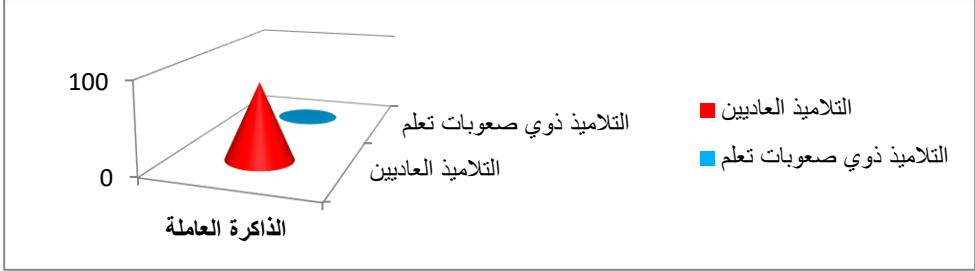 100
0
التلاميذ ذوي صعوبات تعلم
التلاميذ العاديين
الذاكرة العاملة
التلاميذ العاديين
التلاميذ ذوي صعوبات تعلم